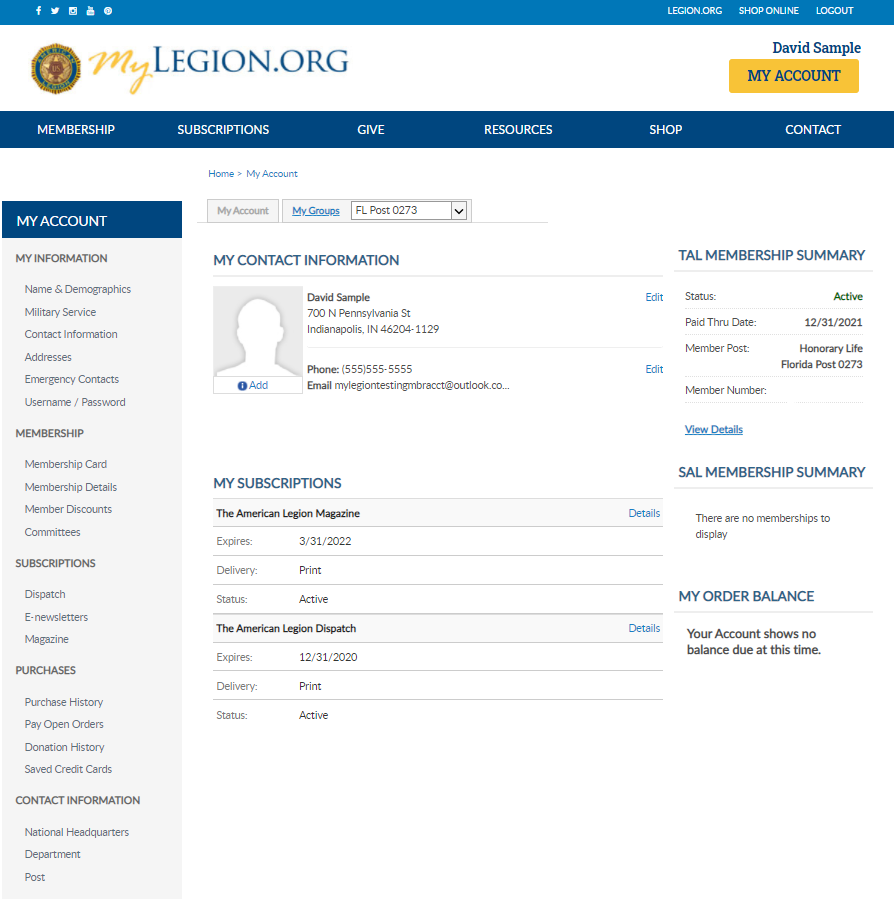 LEGION.ORG SHOP ONLINE LOGOUT
MyLEGION.ORG
David Sample
MY ACCOUNT
MEMBERSHIP SUBSCRIPTIONS GIVE RESOURCES SHOP CONTACT
Home > My Account
MY ACCOUNT
MY INFORMATION
Name & Demographics
Military Service
Contact Information
Addresses
Emergency Contacts
Username / Password
MEMBERSHIP
Membership Card
Membership Details
Member Discounts
Committees
SUBSCRIPTIONS
Dispatch
E-newsletters
Magazine
PURCHASES
Purchase History
Pay Open Orders
Donation History
Saved Credit Cards
CONTACT INFORMATION
National Headquarters
Department
Post
My Account My Groups FL Post 0273
MY CONTACT INFORMATION
David Sample Edit
700 N Pennsylvania St
Indianapolis, IN 46204-1129
Phone: (555)555-5555 Edit
Add
Email mylegiontestingmbracct@outlook.co...
MY SUBSCRIPTIONS
The American Legion Magazine Details
Expires: 3/31/2022
Delivery: Print
Status: Active
The American Legion Dispatch Details
Expires: 12/31/2020
Delivery: Print
Status: Active
TAL MEMBERSHIP SUMMARY
Status: Active
Paid Thru Date: 12/31/2021
Member Post: Honorary Life
Florida Post 0273
Member Number:
View Details
SAL MEMBERSHIP SUMMARY
There are no memberships to
display
MY ORDER BALANCE
Your Account shows no
balance due at this time.